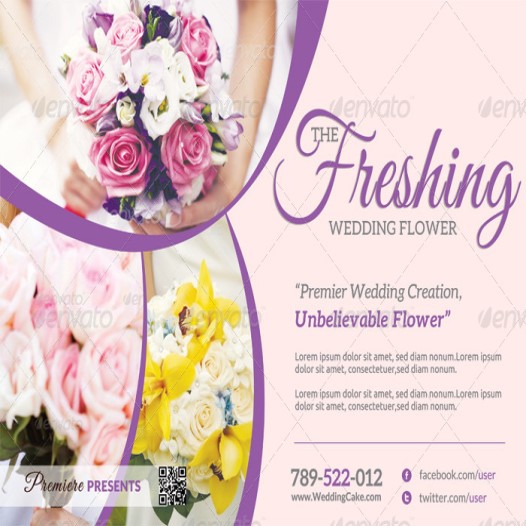 THE
Freshing
WEDDING FLOWER
“Premier Wedding Creation,
Unbelievable Flower”
Lorem ipsum dolor sit amet, sed diam nonum.Lorem ipsum
dolor sit amet, consectetuer,sed diam nonum.
Lorem ipsum dolor sit amet, sed diam nonum.Lorem ipsum
dolor sit amet, consectetuer,sed diam nonum.
789-522-012
www.WeddingCake.com
facebook.com/user
twitter.com/user
Premiere PRESENTS
envato